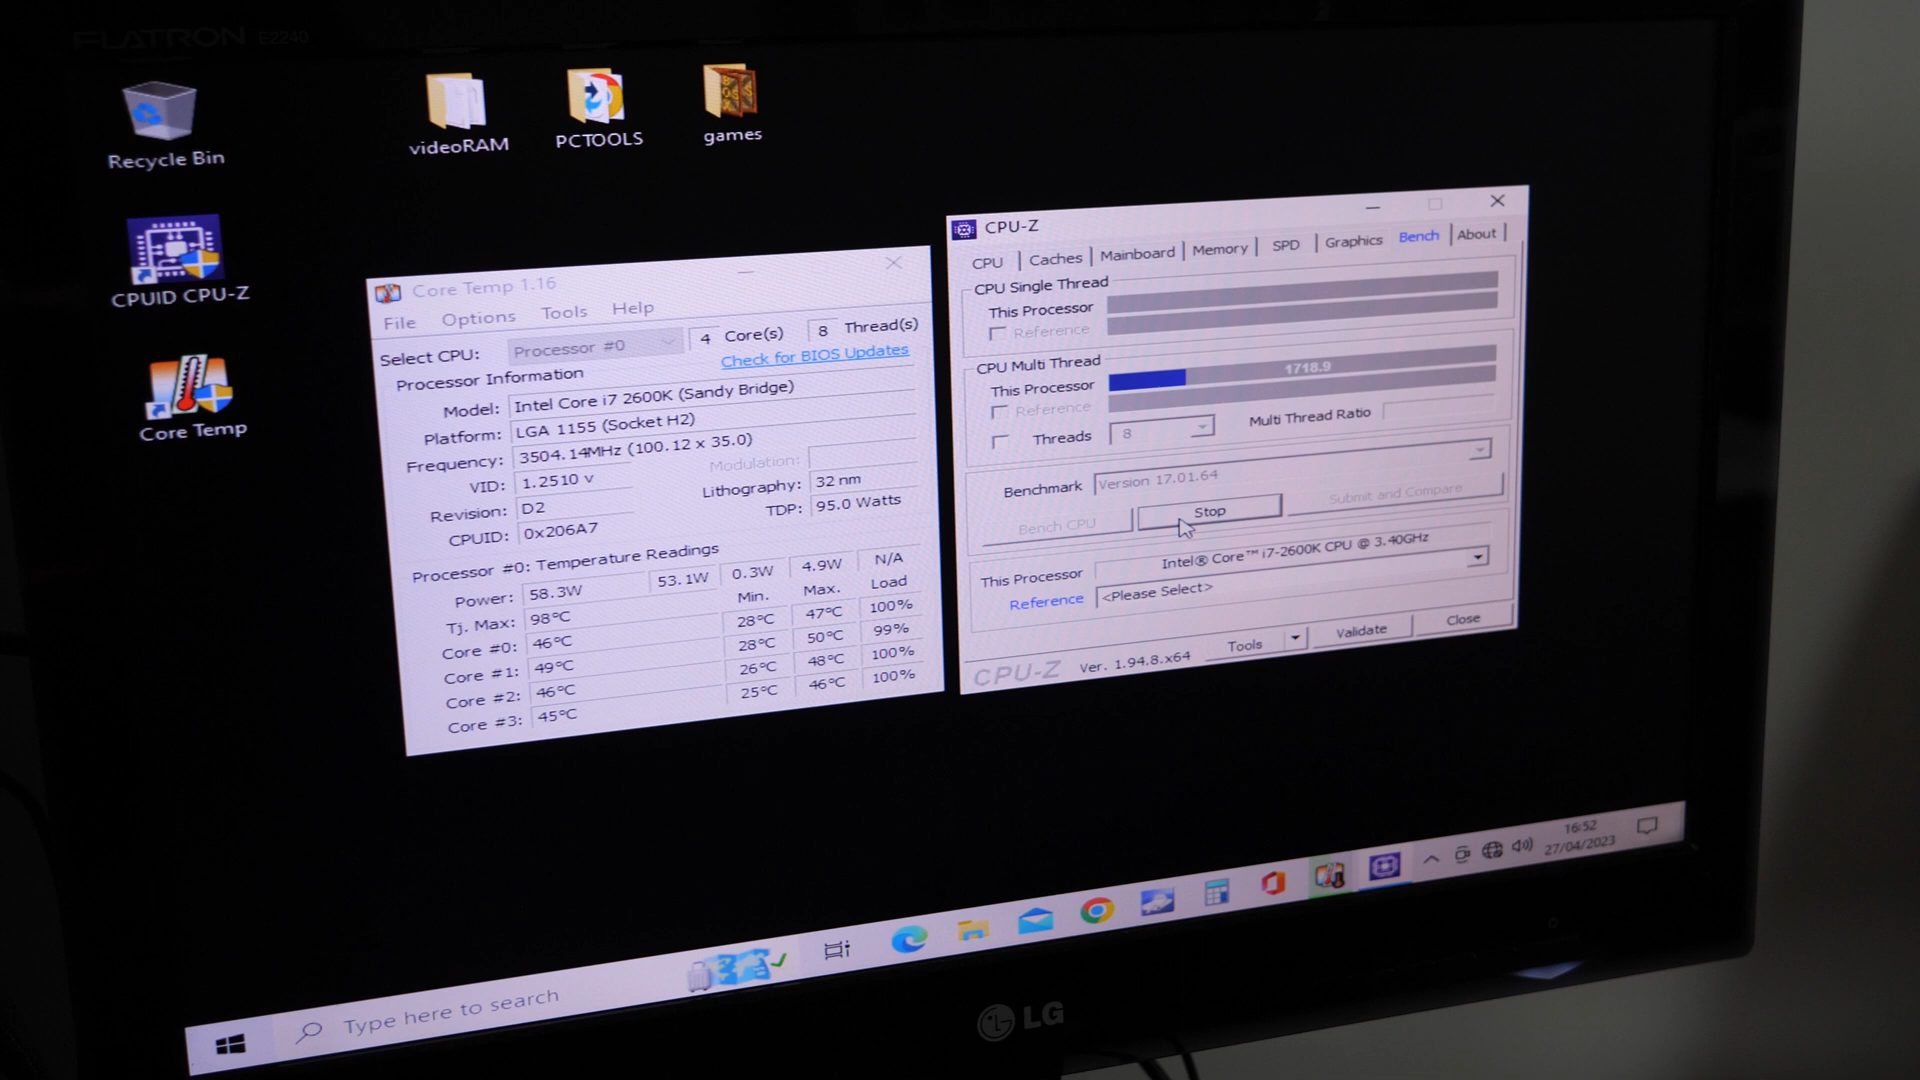 FLATRON E2240
Recycle Bin
videoRAM
PCTOOLS
games
CPUID CPU-Z
Core Temp
Core Temp 1.16
File Options Tools Help
Select CPU: Processor #0 4 Core(s) 8 Thread(s)
Processor Information Check for BIOS Updates
Model: Intel Core i7 2600K (Sandy Bridge)
Platform: LGA 1155 (Socket H2)
Frequency: 3504.14MHz (100.12 x 35.0)
VID: 1.2510 v Modulation:
Revision: D2 Lithography: 32 nm
CPUID: 0x206A7 TDP: 95.0 Watts
Processor #0: Temperature Readings
Power: 58.3W 53.1W 0.3W 4.9W N/A
Tj. Max: 98°C Min. Max. Load
Core #0: 46°C 28°C 47°C 100%
Core #1: 49°C 28°C 50°C 99%
Core #2: 46°C 26°C 48°C 100%
Core #3: 45°C 25°C 46°C 100%
CPU-Z
CPU Caches Mainboard Memory SPD Graphics Bench About
CPU Single Thread
This Processor
Reference
CPU Multi Thread
This Processor 1718.9
Reference
Threads 8 Multi Thread Ratio
Benchmark Version 17.01.64
Bench CPU Stop Submit and Compare
This Processor Intel® Core™ i7-2600K CPU @ 3.40GHz
Reference <Please Select>
CPU-Z Ver. 1.94.8.x64 Tools Validate Close
Type here to search
16:52
27/04/2023
LG